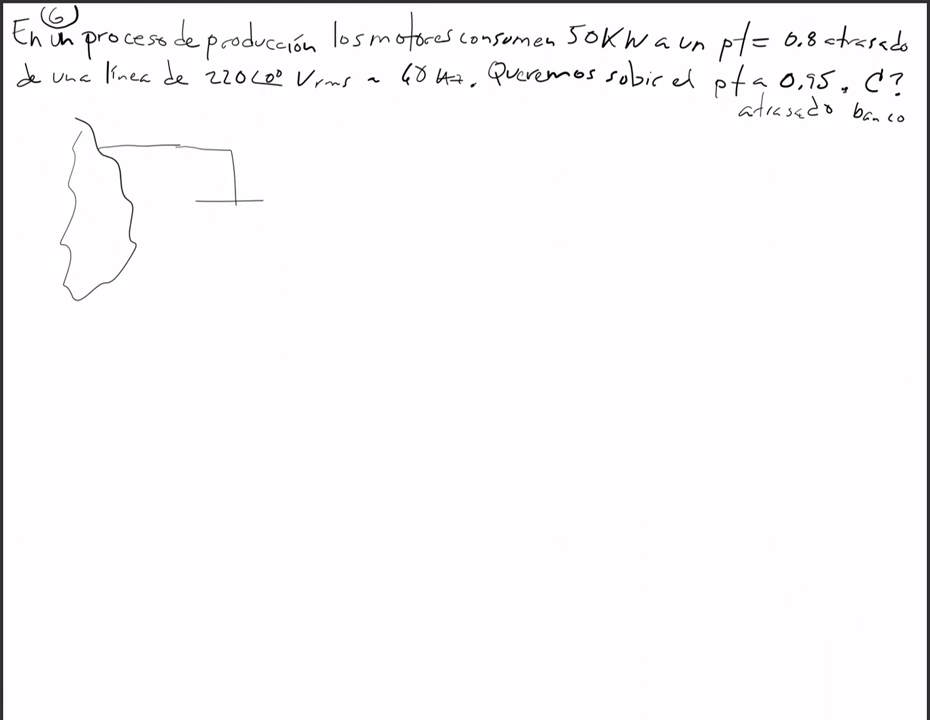 (6)
En un proceso de producción los motores consumen 50KW a un pf = 0.8 atrasado
de una línea de 220∠0° Vrms ~ 60 Hz. Queremos subir el pf a 0.95. C?
atrasado banco